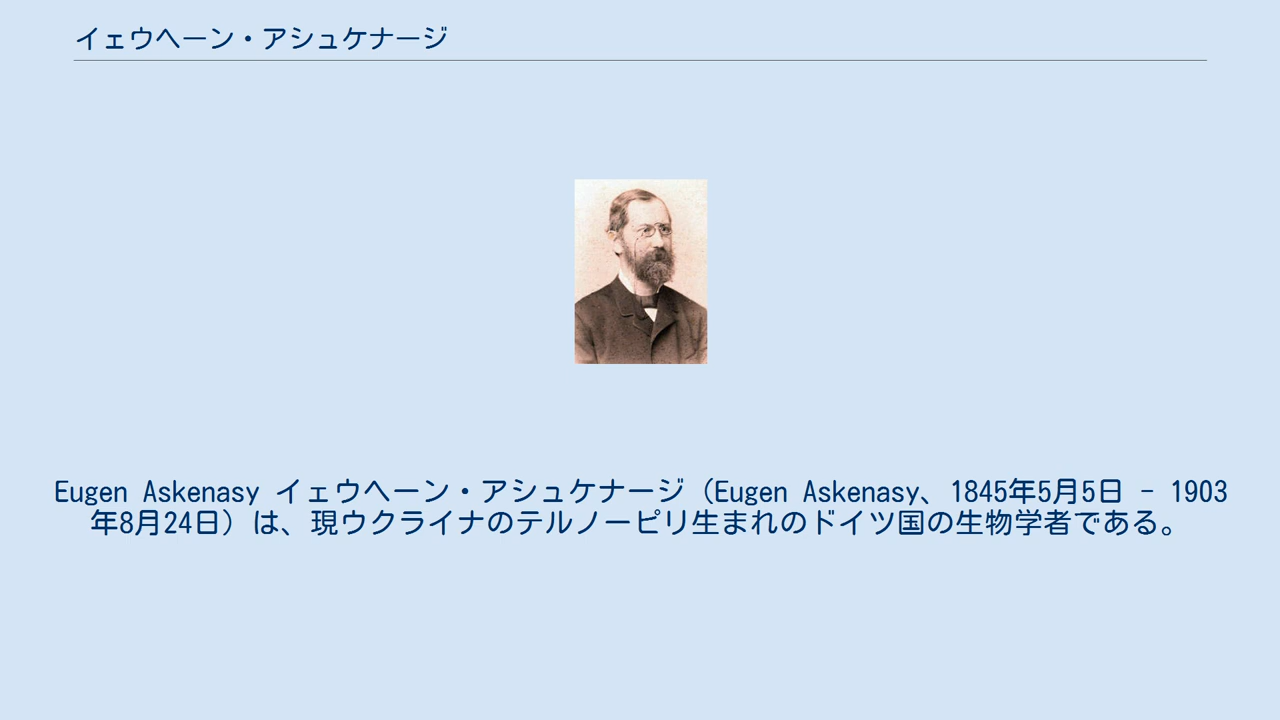 イェウヘーン・アシュケナージ
Eugen Askenasy イェウヘーン・アシュケナージ（Eugen Askenasy、1845年5月5日 - 1903
年8月24日）は、現ウクライナのテルノーピリ生まれのドイツ国の生物学者である。